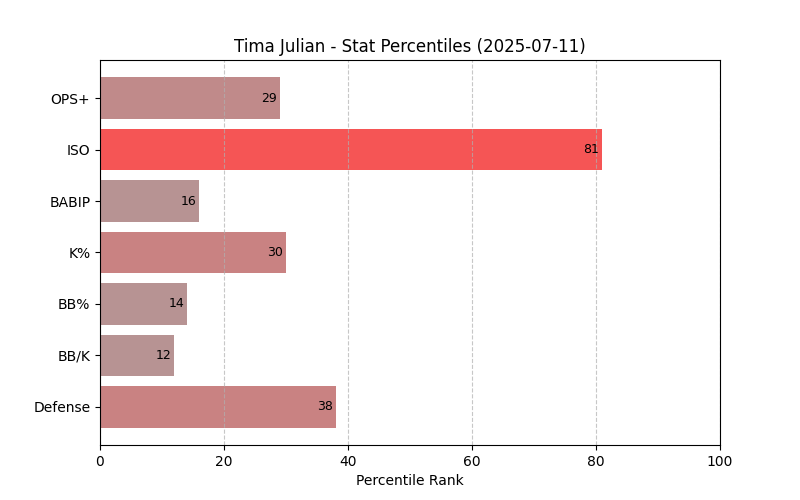 Tima Julian - Stat Percentiles (2025-07-11)
OPS+ 29
ISO 81
BABIP 16
K% 30
BB% 14
BB/K 12
Defense 38
0 20 40 60 80 100
Percentile Rank